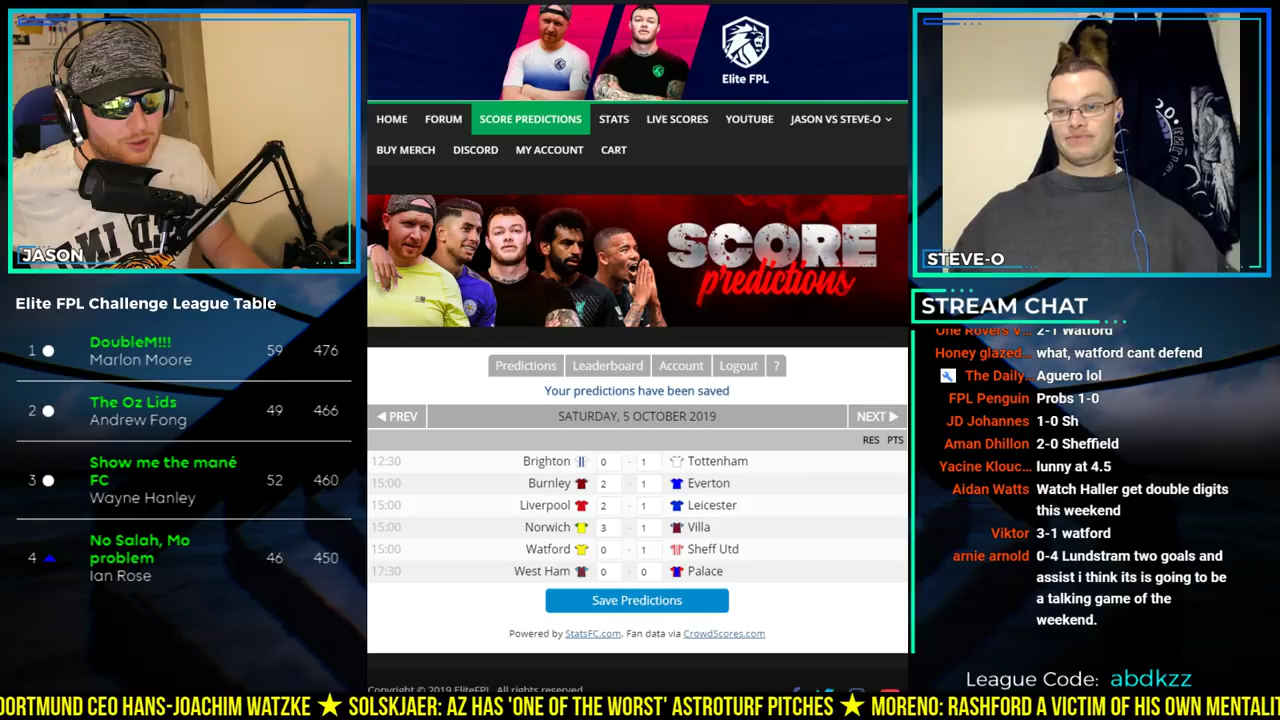 JASON
Elite FPL Challenge League Table
1 DoubleM!!! 59 476
Marlon Moore
2 The Oz Lids 49 466
Andrew Fong
3 Show me the mané 52 460
FC
Wayne Hanley
4 No Salah, Mo 46 450
problem
Ian Rose
Elite FPL
HOME FORUM SCORE PREDICTIONS STATS LIVE SCORES YOUTUBE JASON VS STEVE-O
BUY MERCH DISCORD MY ACCOUNT CART
SCORE
predictions
Predictions Leaderboard Account Logout ?
Your predictions have been saved
◀ PREV SATURDAY, 5 OCTOBER 2019 NEXT ▶
RES PTS
12:30 Brighton 0 - 1 Tottenham
15:00 Burnley 2 - 1 Everton
15:00 Liverpool 2 - 1 Leicester
15:00 Norwich 3 - 1 Villa
15:00 Watford 0 - 1 Sheff Utd
17:30 West Ham 0 - 0 Palace
Save Predictions
Powered by StatsFC.com. Fan data via CrowdScores.com
Copyright © 2019 EliteFPL. All rights reserved
STEVE-O
STREAM CHAT
One Rovers V... 2-1 Watford
Honey glazed... what, watford cant defend
The Daily... Aguero lol
FPL Penguin Probs 1-0
JD Johannes 1-0 Sh
Aman Dhillon 2-0 Sheffield
Yacine Klouc... lunny at 4.5
Aidan Watts Watch Haller get double digits
this weekend
Viktor 3-1 watford
arnie arnold 0-4 Lundstram two goals and
assist i think its is going to be
a talking game of the
weekend.
League Code: abdkzz
DORTMUND CEO HANS-JOACHIM WATZKE ★ SOLSKJAER: AZ HAS 'ONE OF THE WORST' ASTROTURF PITCHES ★ MORENO: RASHFORD A VICTIM OF HIS OWN MENTALI